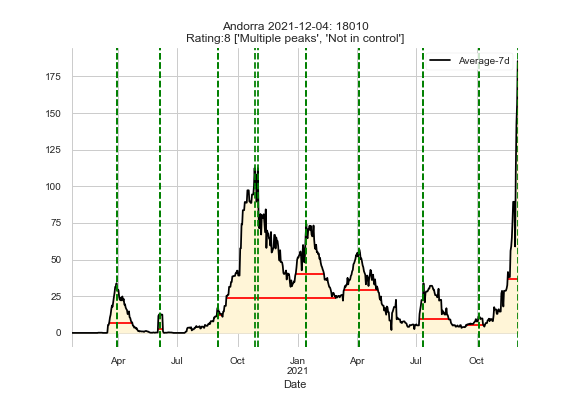 Andorra 2021-12-04: 18010
Rating:8 ['Multiple peaks', 'Not in control']
Average-7d
175
150
125
100
75
50
25
0
Apr Jul Oct Jan Apr Jul Oct
2021
Date